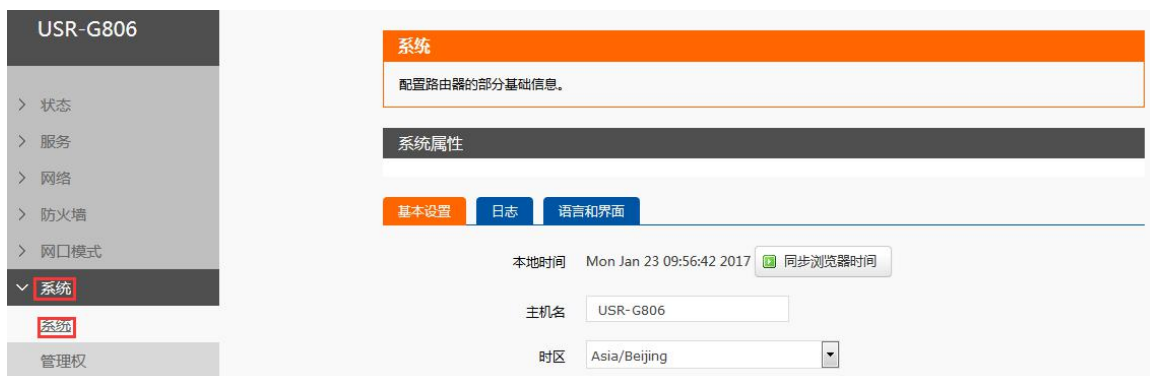 USR-G806
状态
服务
网络
防火墙
网口模式
系统
系统
管理权
系统
配置路由器的部分基础信息。
系统属性
基本设置 日志 语言和界面
本地时间 Mon Jan 23 09:56:42 2017 同步浏览器时间
主机名 USR-G806
时区 Asia/Beijing